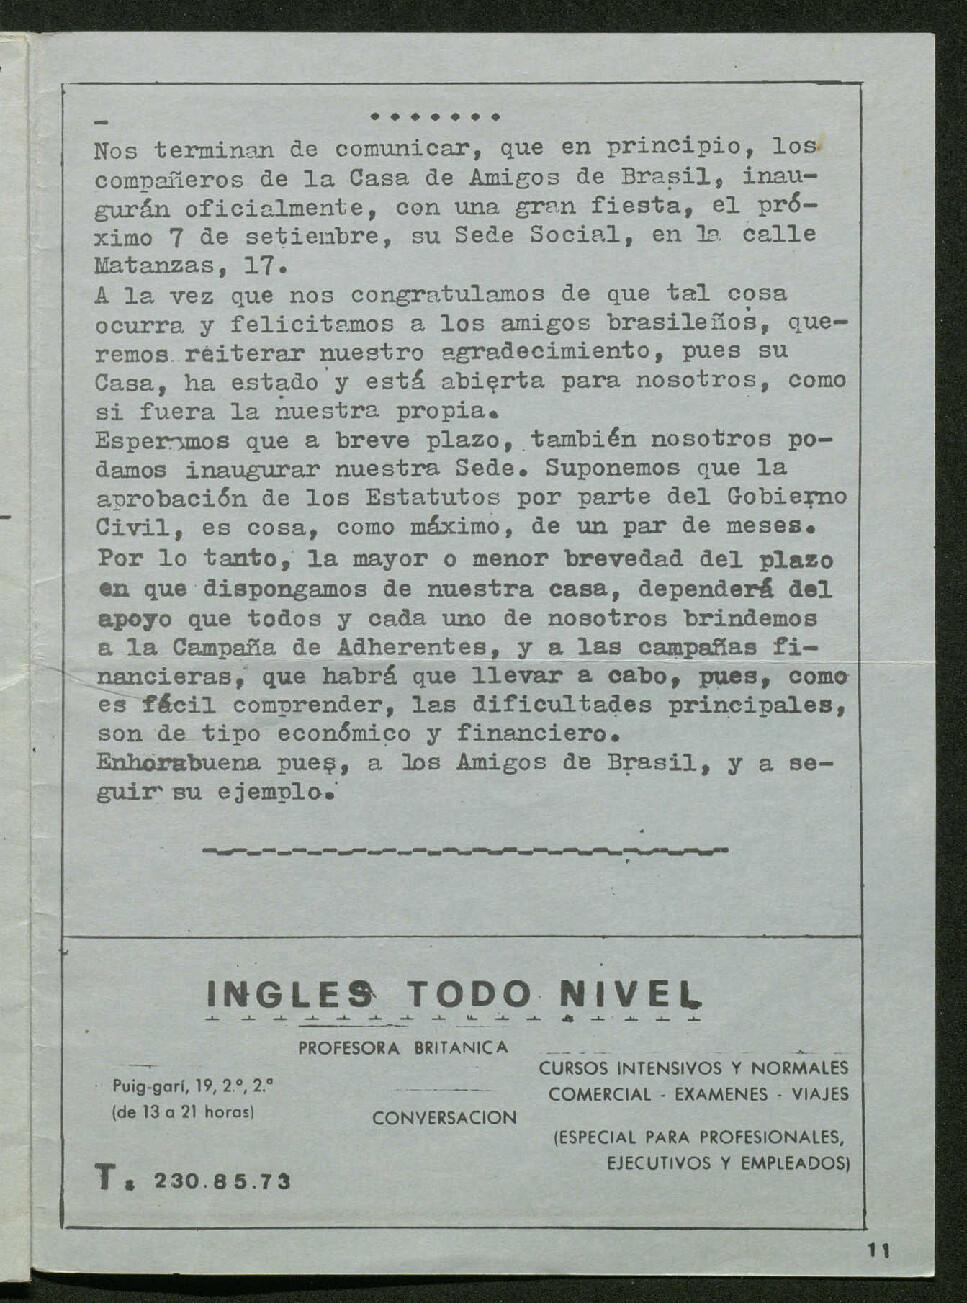 .......
Nos terminan de comunicar, que en principio, los
compañeros de la Casa de Amigos de Brasil, inau-
gurán oficialmente, con una gran fiesta, el pró-
ximo 7 de setiembre, su Sede Social, en la calle
Matanzas, 17.
A la vez que nos congratulamos de que tal cosa
ocurra y felicitamos a los amigos brasileños, que-
remos reiterar nuestro agradecimiento, pues su
Casa, ha estado y está abierta para nosotros, como
si fuera la nuestra propia.
Esperamos que a breve plazo, también nosotros po-
damos inaugurar nuestra Sede. Suponemos que la
aprobación de los Estatutos por parte del Gobierno
Civil, es cosa, como máximo, de un par de meses.
Por lo tanto, la mayor o menor brevedad del plazo
en que dispongamos de nuestra casa, dependerá del
apoyo que todos y cada uno de nosotros brindemos
a la Campaña de Adherentes, y a las campañas fi-
nancieras, que habrá que llevar a cabo, pues, como
es fácil comprender, las dificultades principales,
son de tipo económico y financiero.
Enhorabuena pues, a los Amigos de Brasil, y a se-
guir su ejemplo.
INGLES TODO NIVEL
PROFESORA BRITANICA
Puig-garí, 19, 2.º, 2.ª
(de 13 a 21 horas)
CONVERSACION
CURSOS INTENSIVOS Y NORMALES
COMERCIAL - EXAMENES - VIAJES
(ESPECIAL PARA PROFESIONALES,
EJECUTIVOS Y EMPLEADOS)
T. 230.85.73
11